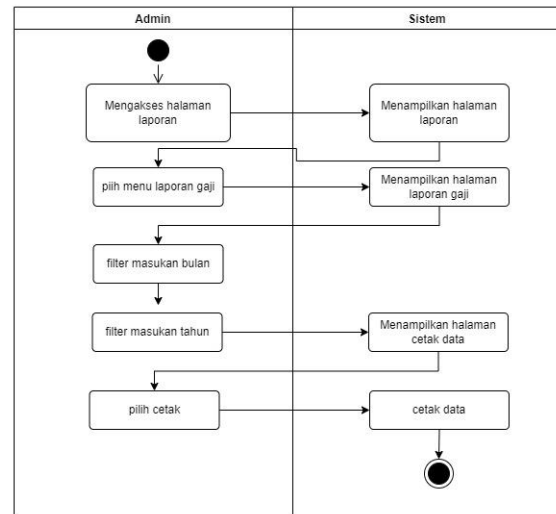 Admin
Sistem
Mengakses halaman
laporan
Menampilkan halaman
laporan
piih menu laporan gaji
Menampilkan halaman
laporan gaji
filter masukan bulan
filter masukan tahun
Menampilkan halaman
cetak data
pilih cetak
cetak data